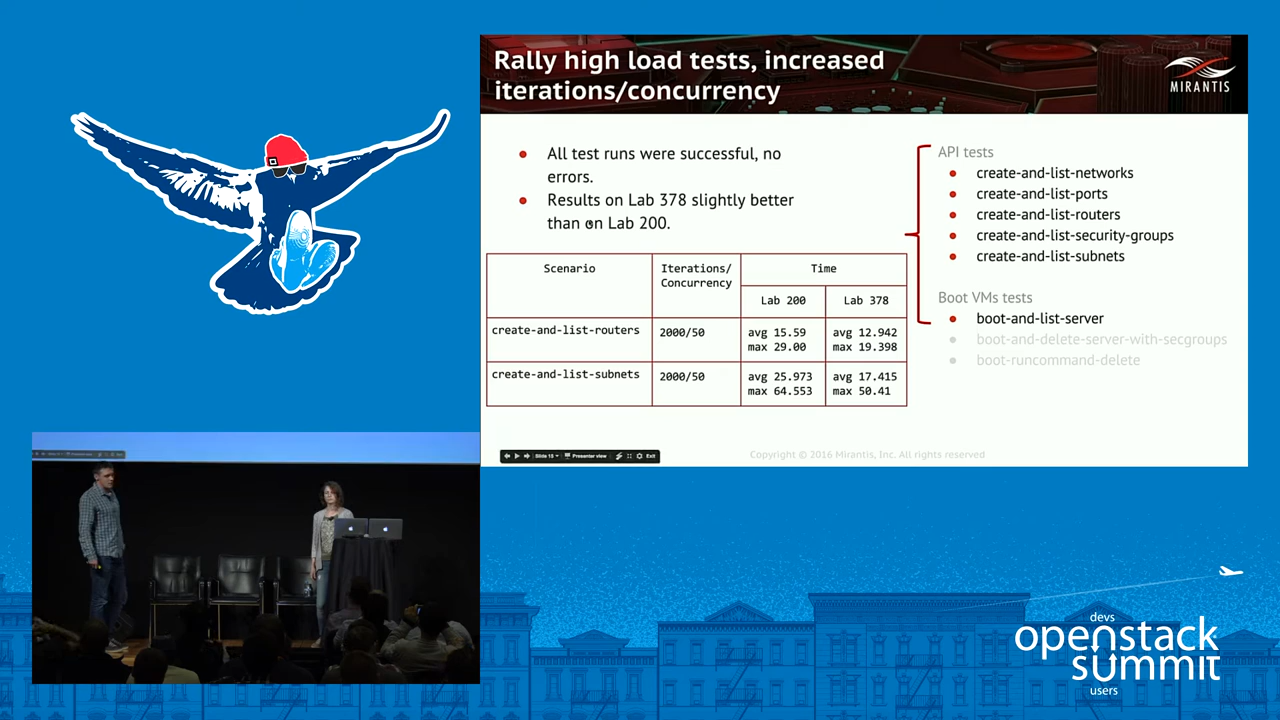 Rally high load tests, increased
iterations/concurrency
MIRANTIS
All test runs were successful, no
errors.
Results on Lab 378 slightly better
than on Lab 200.
Scenario
Iterations/
Concurrency
Time
Lab 200
Lab 378
create-and-list-routers
2000/50
avg 15.59
max 29.00
avg 12.942
max 19.398
create-and-list-subnets
2000/50
avg 25.973
max 64.553
avg 17.415
max 50.41
API tests
create-and-list-networks
create-and-list-ports
create-and-list-routers
create-and-list-security-groups
create-and-list-subnets
Boot VMs tests
boot-and-list-server
boot-and-delete-server-with-secgroups
boot-runcommand-delete
Slide 15
Presenter view
Exit
Copyright © 2016 Mirantis, Inc. All rights reserved
devs
openstack
summit
users